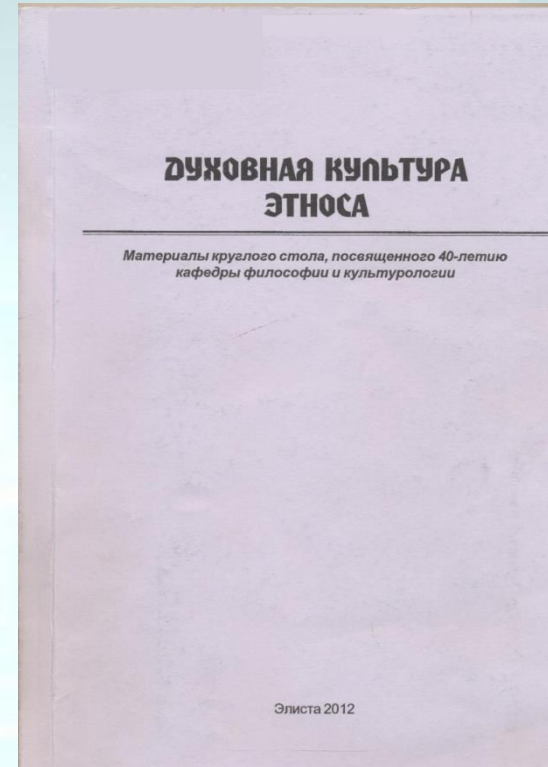 ДУХОВНАЯ КУЛЬТУРА
ЭТНОСА
Материалы круглого стола, посвященного 40-летию
кафедры философии и культурологии
Элиста 2012